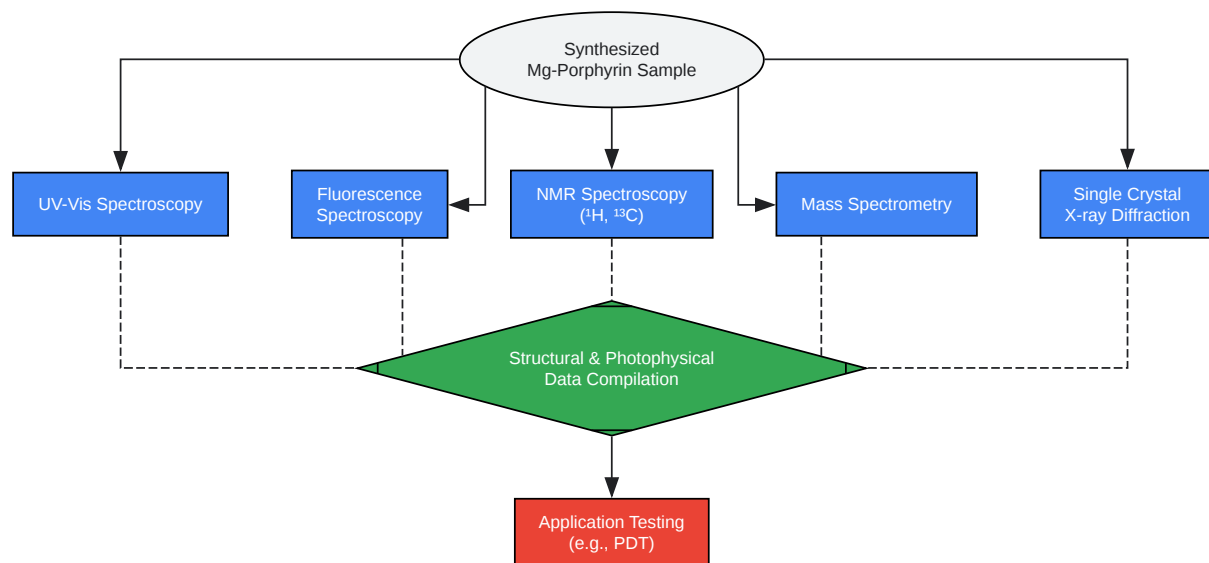 Synthesized
Mg-Porphyrin Sample
UV-Vis Spectroscopy
Fluorescence
Spectroscopy
NMR Spectroscopy
(¹H, ¹³C)
Mass Spectrometry
Single Crystal
X-ray Diffraction
Structural & Photophysical
Data Compilation
Application Testing
(e.g., PDT)